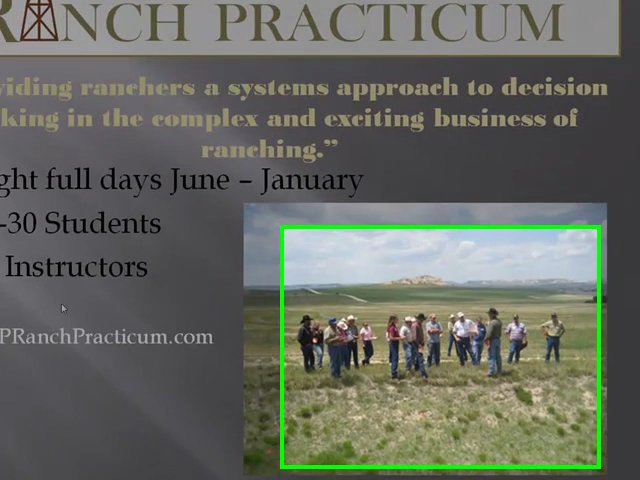 RANCH PRACTICUM
viding ranchers a systems approach to decision
king in the complex and exciting business of
ranching.”
ght full days June – January
-30 Students
Instructors
PRanchPracticum.com